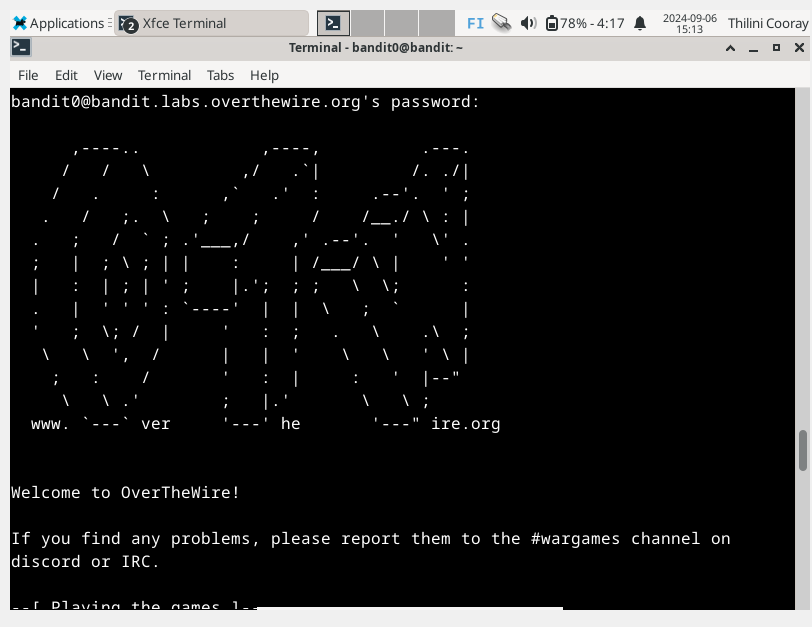 Applications
2 Xfce Terminal
FI
78% - 4:17
2024-09-06
15:13
Thilini Cooray
Terminal - bandit0@bandit: ~
File Edit View Terminal Tabs Help
bandit0@bandit.labs.overthewire.org's password:
www. `---` ver '---' he '---" ire.org
Welcome to OverTheWire!
If you find any problems, please report them to the #wargames channel on
discord or IRC.
--[ Playing the games ]--